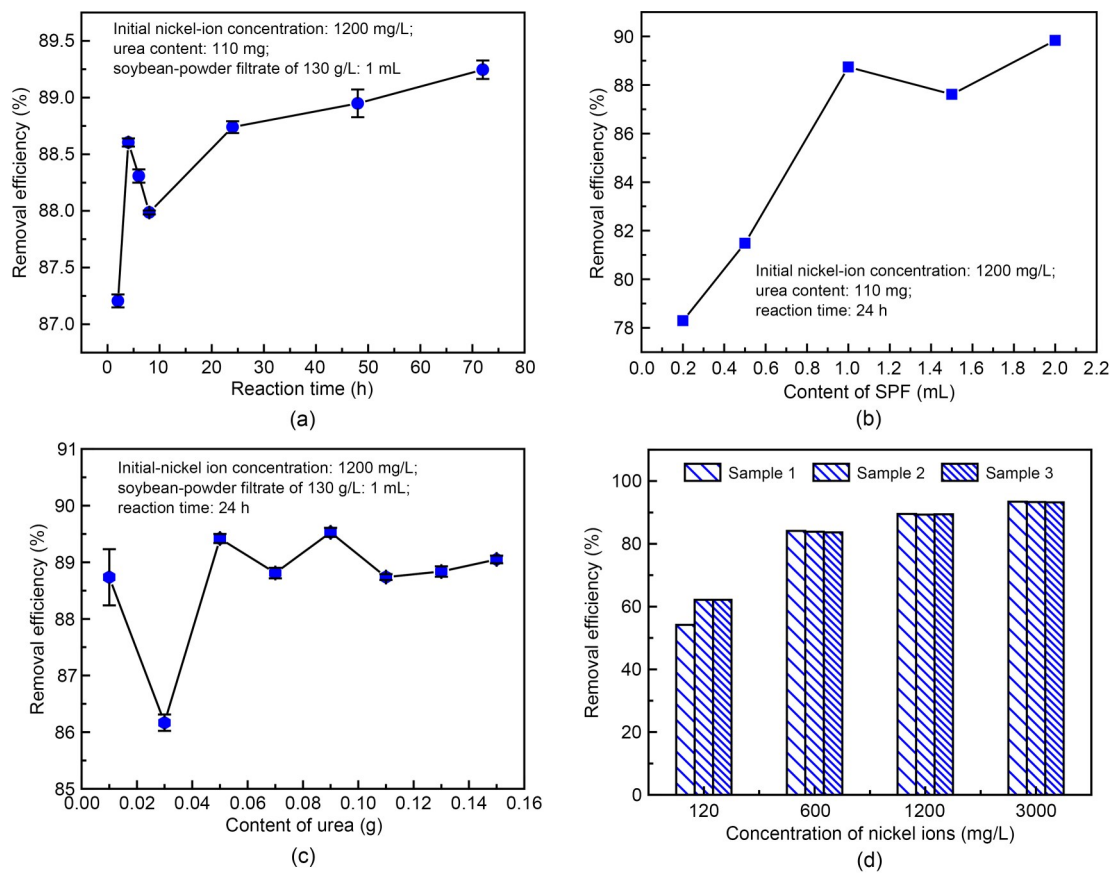 Initial nickel-ion concentration: 1200 mg/L;
urea content: 110 mg;
soybean-powder filtrate of 130 g/L: 1 mL
Removal efficiency (%)
89.5
89.0
88.5
88.0
87.5
87.0
0 10 20 30 40 50 60 70 80
Reaction time (h)
(a)
Removal efficiency (%)
90
88
86
84
82
80
78
Initial nickel-ion concentration: 1200 mg/L;
urea content: 110 mg;
reaction time: 24 h
0.0 0.2 0.4 0.6 0.8 1.0 1.2 1.4 1.6 1.8 2.0 2.2
Content of SPF (mL)
(b)
Initial-nickel ion concentration: 1200 mg/L;
soybean-powder filtrate of 130 g/L: 1 mL;
reaction time: 24 h
Removal efficiency (%)
91
90
89
88
87
86
85
0.00 0.02 0.04 0.06 0.08 0.10 0.12 0.14 0.16
Content of urea (g)
(c)
Sample 1 Sample 2 Sample 3
Removal efficiency (%)
100
80
60
40
20
0
120 600 1200 3000
Concentration of nickel ions (mg/L)
(d)